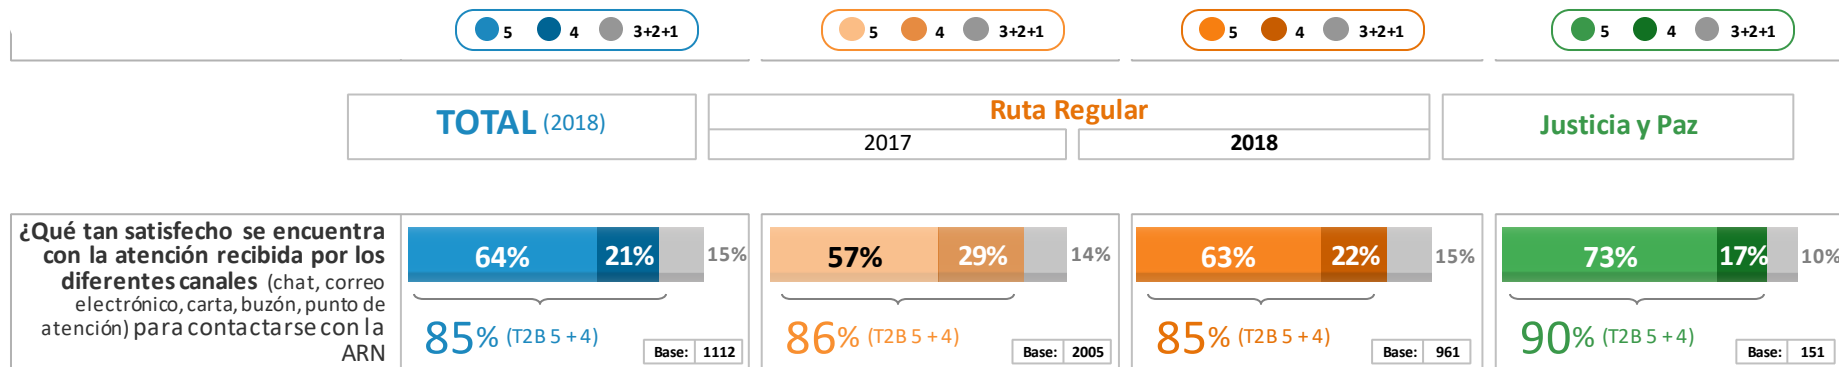 5 4 3+2+1
5 4 3+2+1
5 4 3+2+1
5 4 3+2+1
TOTAL (2018)
Ruta Regular
2017
2018
Justicia y Paz
¿Qué tan satisfecho se encuentra
con la atención recibida por los
diferentes canales (chat, correo
electrónico, carta, buzón, punto de
atención) para contactarse con la
ARN
64% 21% 15%
85% (T2B 5 + 4)
Base: 1112
57% 29% 14%
86% (T2B 5 + 4)
Base: 2005
63% 22% 15%
85% (T2B 5 + 4)
Base: 961
73% 17% 10%
90% (T2B 5 + 4)
Base: 151